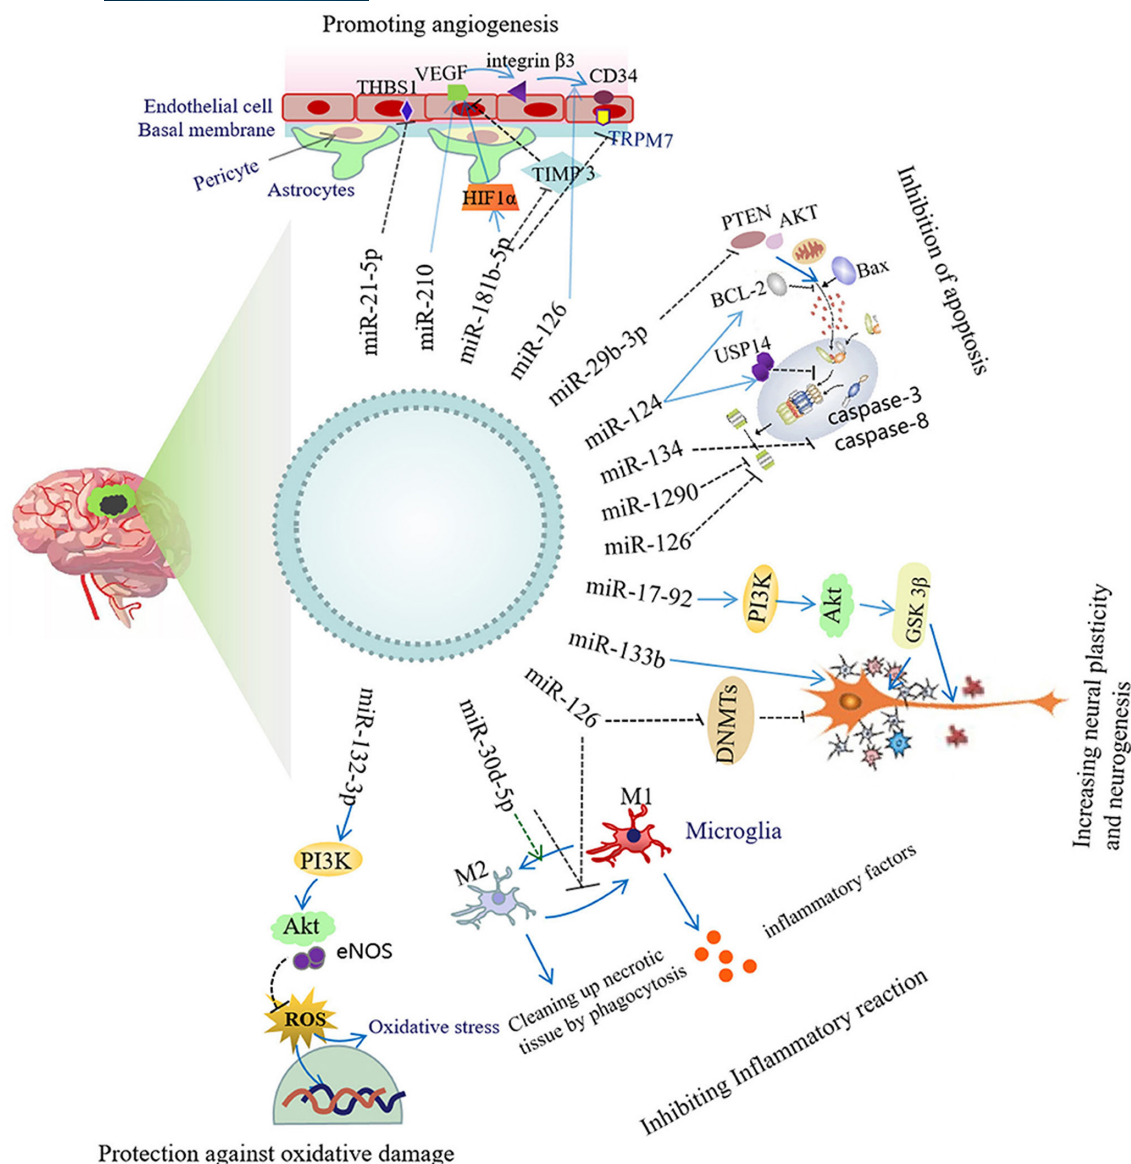 Promoting angiogenesis
integrin β3
VEGF
CD34
THBS1
Endothelial cell
Basal membrane
TRPM7
Pericyte
Astrocytes
TIMP3
HIF1α
miR-21-5p
miR-210
miR-181b-5p
miR-126
Inhibition of apoptosis
PTEN
AKT
Bax
BCL-2
USP14
caspase-3
caspase-8
miR-29b-3p
miR-124
miR-134
miR-1290
miR-126
miR-17-92
PI3K
Akt
GSK 3β
miR-133b
miR-126
DNMTs
Increasing neural plasticity
and neurogenesis
miR-30d-5p
M1
Microglia
M2
inflammatory factors
Cleaning up necrotic
tissue by phagocytosis
Inhibiting Inflammatory reaction
miR-132-3p
PI3K
Akt
eNOS
ROS
Oxidative stress
Protection against oxidative damage